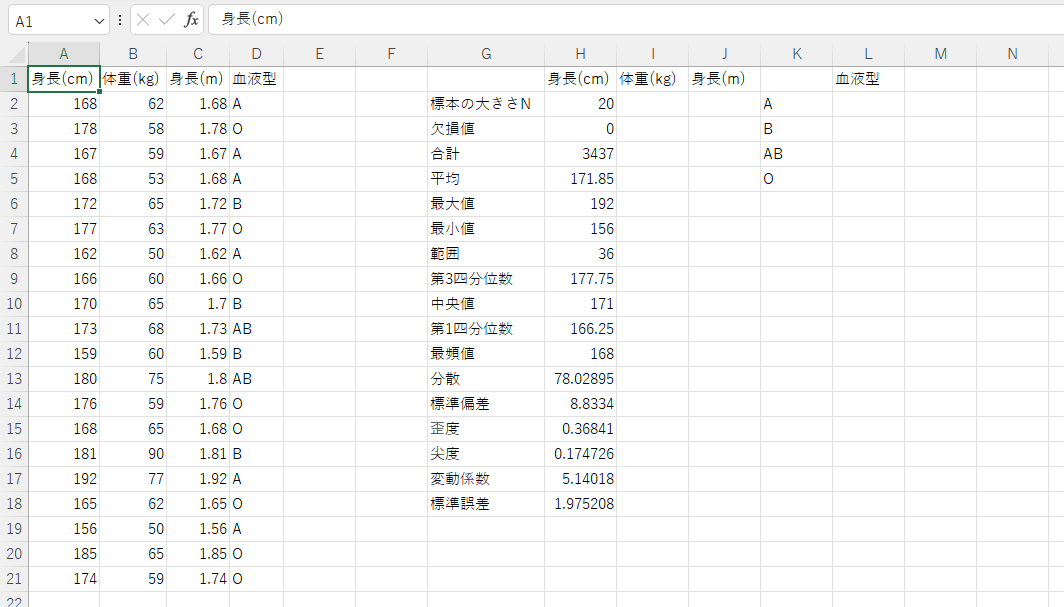 A1 fx 身長(cm)
A B C D E F G H I J K L M N
1 身長(cm) 体重(kg) 身長(m) 血液型 身長(cm) 体重(kg) 身長(m) 血液型
2 168 62 1.68 A 標本の大きさN 20 A
3 178 58 1.78 O 欠損値 0 B
4 167 59 1.67 A 合計 3437 AB
5 168 53 1.68 A 平均 171.85 O
6 172 65 1.72 B 最大値 192
7 177 63 1.77 O 最小値 156
8 162 50 1.62 A 範囲 36
9 166 60 1.66 O 第3四分位数 177.75
10 170 65 1.7 B 中央値 171
11 173 68 1.73 AB 第1四分位数 166.25
12 159 60 1.59 B 最頻値 168
13 180 75 1.8 AB 分散 78.02895
14 176 59 1.76 O 標準偏差 8.8334
15 168 65 1.68 O 歪度 0.36841
16 181 90 1.81 B 尖度 0.174726
17 192 77 1.92 A 変動係数 5.14018
18 165 62 1.65 O 標準誤差 1.975208
19 156 50 1.56 A
20 185 65 1.85 O
21 174 59 1.74 O
22